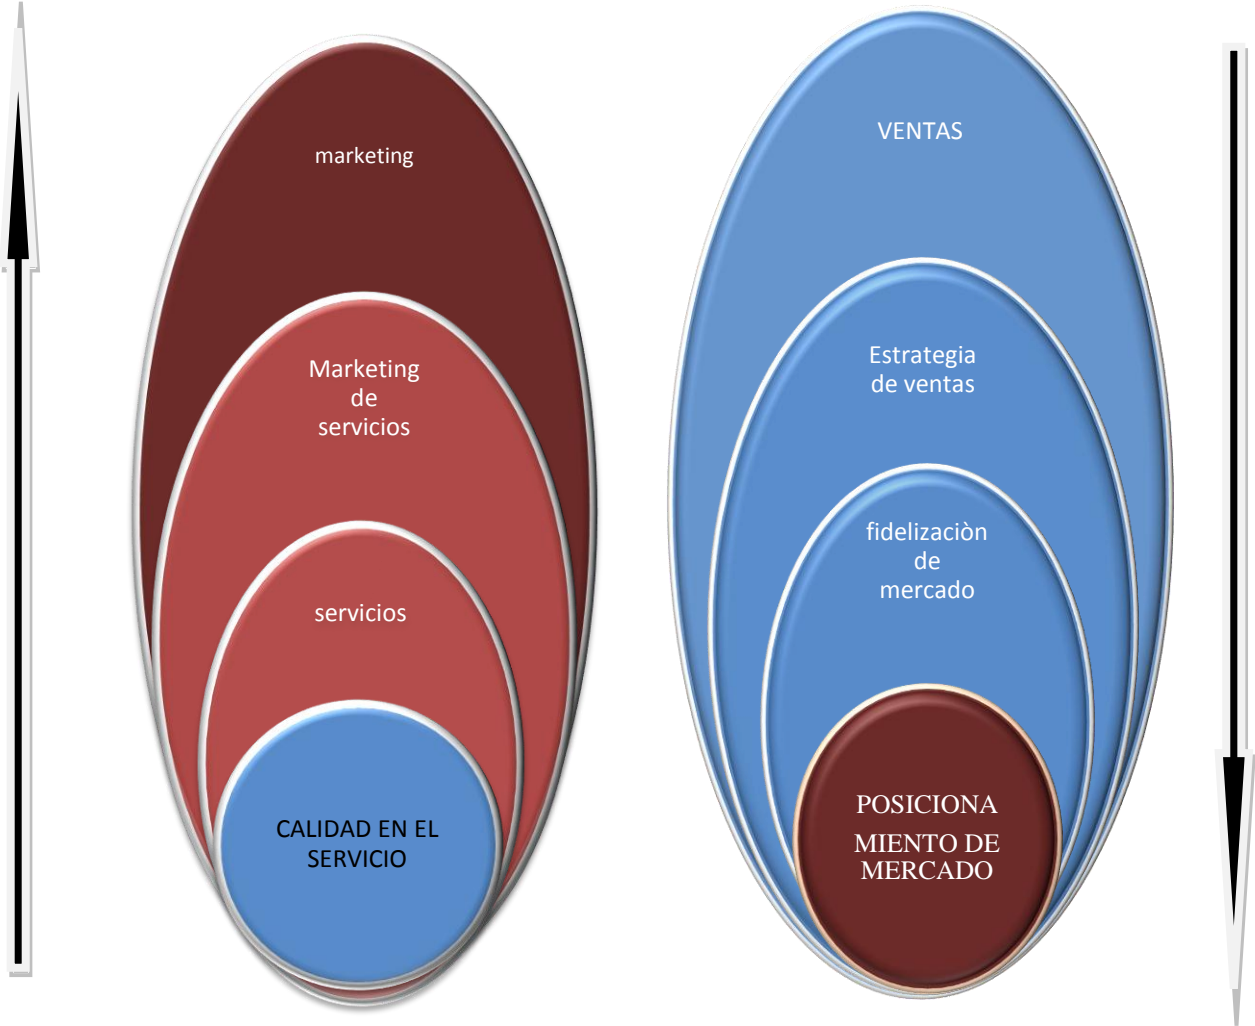 marketing
Marketing
de
servicios
servicios
CALIDAD EN EL
SERVICIO
VENTAS
Estrategia
de ventas
fidelizaciòn
de
mercado
POSICIONA
MIENTO DE
MERCADO